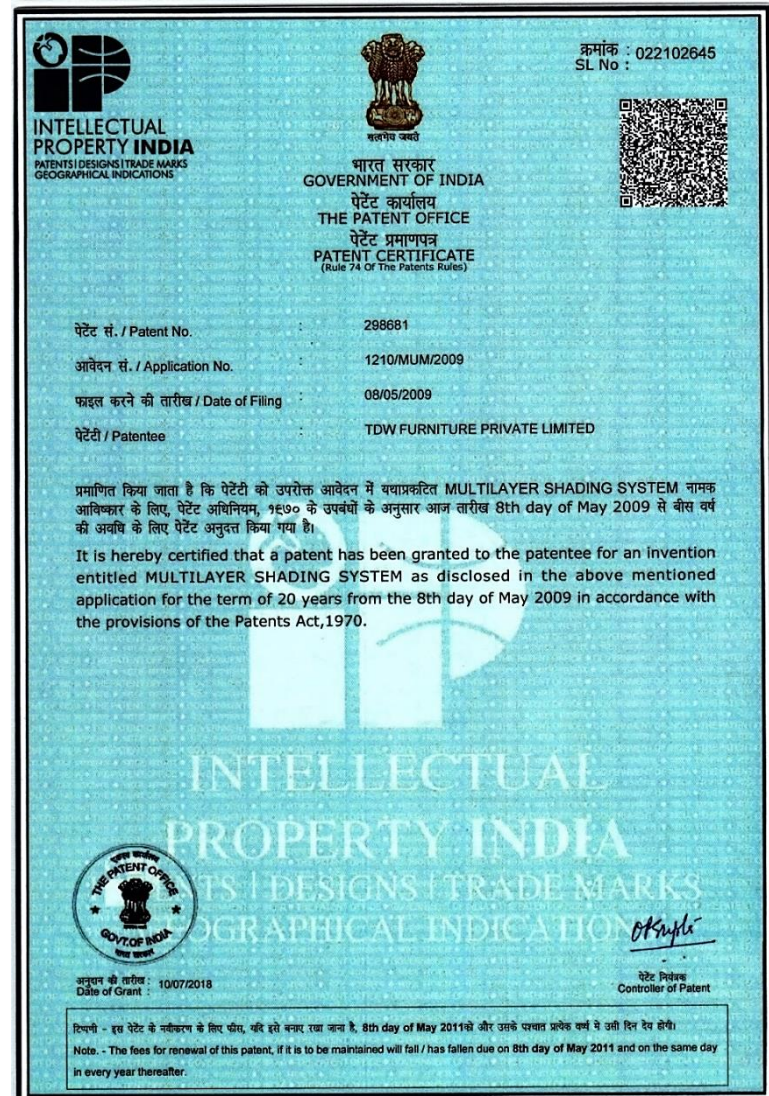 INTELLECTUAL
PROPERTY INDIA
PATENTS | DESIGNS | TRADE MARKS
GEOGRAPHICAL INDICATIONS
सत्यमेव जयते
क्रमांक : 022102645
SL No :
भारत सरकार
GOVERNMENT OF INDIA
पेटेंट कार्यालय
THE PATENT OFFICE
पेटेंट प्रमाणपत्र
PATENT CERTIFICATE
(Rule 74 Of The Patents Rules)
पेटेंट सं. / Patent No. : 298681
आवेदन सं. / Application No. : 1210/MUM/2009
फाइल करने की तारीख / Date of Filing : 08/05/2009
पेटेंटी / Patentee : TDW FURNITURE PRIVATE LIMITED
प्रमाणित किया जाता है कि पेटेंटी को उपरोक्त आवेदन में यथाप्रकटित MULTILAYER SHADING SYSTEM नामक
आविष्कार के लिए, पेटेंट अधिनियम, १९७० के उपबंधों के अनुसार आज तारीख 8th day of May 2009 से बीस वर्ष
की अवधि के लिए पेटेंट अनुदत्त किया गया है।
It is hereby certified that a patent has been granted to the patentee for an invention
entitled MULTILAYER SHADING SYSTEM as disclosed in the above mentioned
application for the term of 20 years from the 8th day of May 2009 in accordance with
the provisions of the Patents Act,1970.
INTELLECTUAL
PROPERTY INDIA
TS | DESIGNS | TRADE MARKS
OGRAPHICAL INDICATION
THE PATENT OFFICE
GOVT.OF INDIA
अनुदान की तारीख :
Date of Grant : 10/07/2018
पेटेंट नियंत्रक
Controller of Patent
टिप्पणी - इस पेटेंट के नवीकरण के लिए फीस, यदि इसे बनाए रखा जाना है, 8th day of May 2011को और उसके पश्चात प्रत्येक वर्ष मे उसी दिन देय होगी।
Note. - The fees for renewal of this patent, if it is to be maintained will fall / has fallen due on 8th day of May 2011 and on the same day
in every year thereafter.